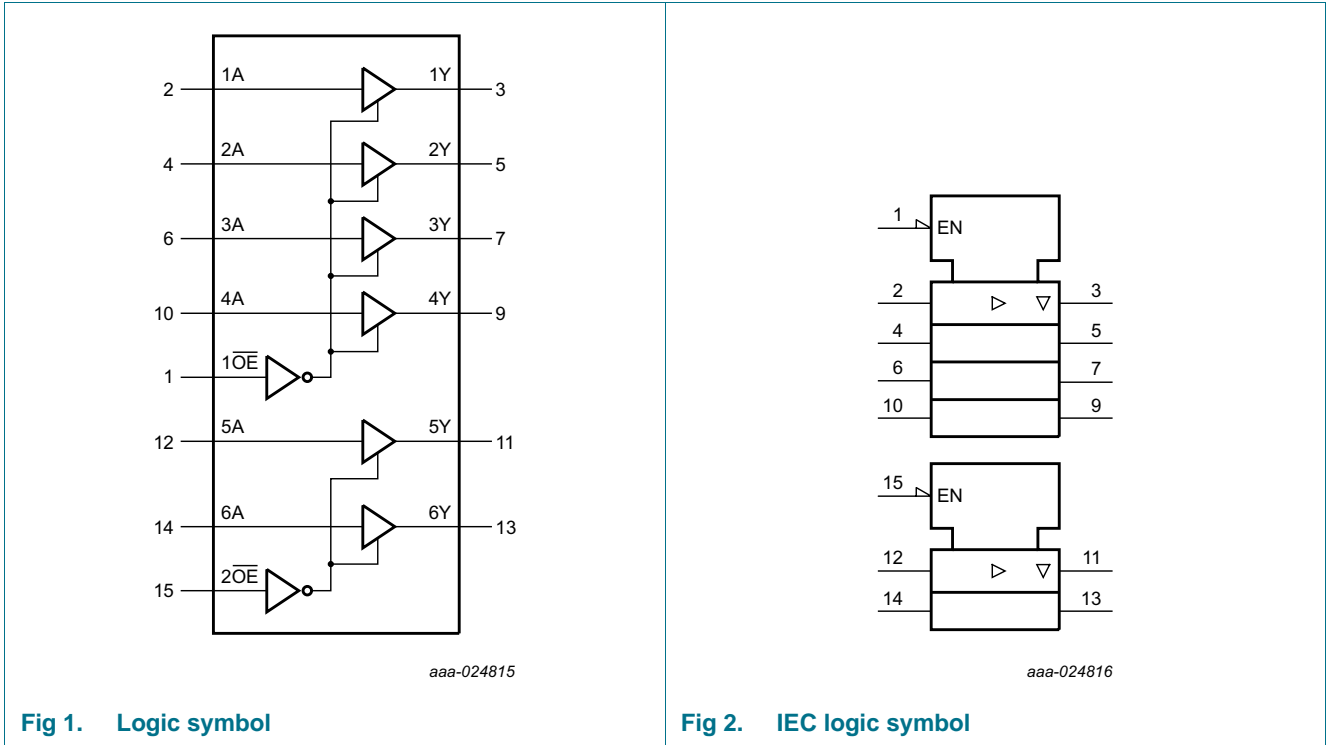 1A 1Y
2 3
2A 2Y
4 5
3A 3Y
6 7
4A 4Y
10 9
1O̅E̅
1
5A 5Y
12 11
6A 6Y
14 13
2O̅E̅
15
aaa-024815
Fig 1. Logic symbol
1
EN
2 3
4 5
6 7
10 9
15
EN
12 11
14 13
aaa-024816
Fig 2. IEC logic symbol